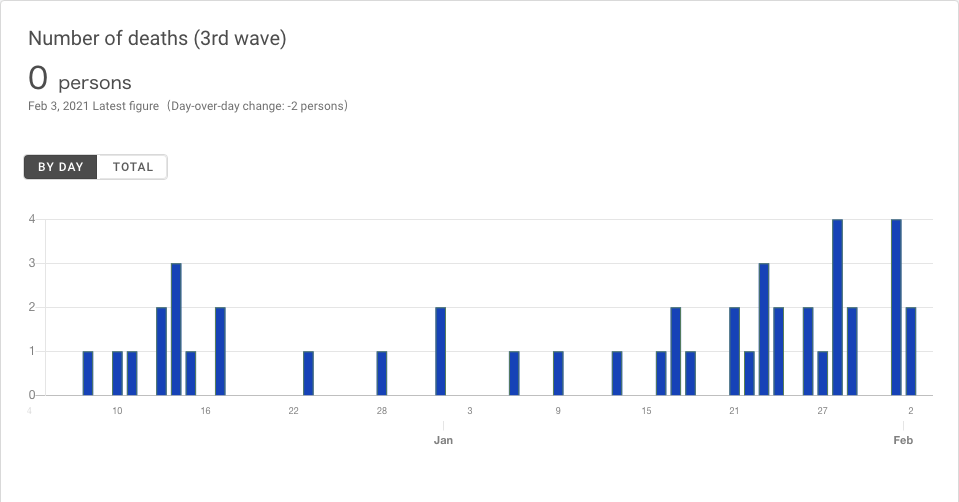 Number of deaths (3rd wave)
0 persons
Feb 3, 2021 Latest figure (Day-over-day change: -2 persons)
BY DAY TOTAL
4
3
2
1
0
4 10 16 22 28 3 9 15 21 27 2
Jan Feb